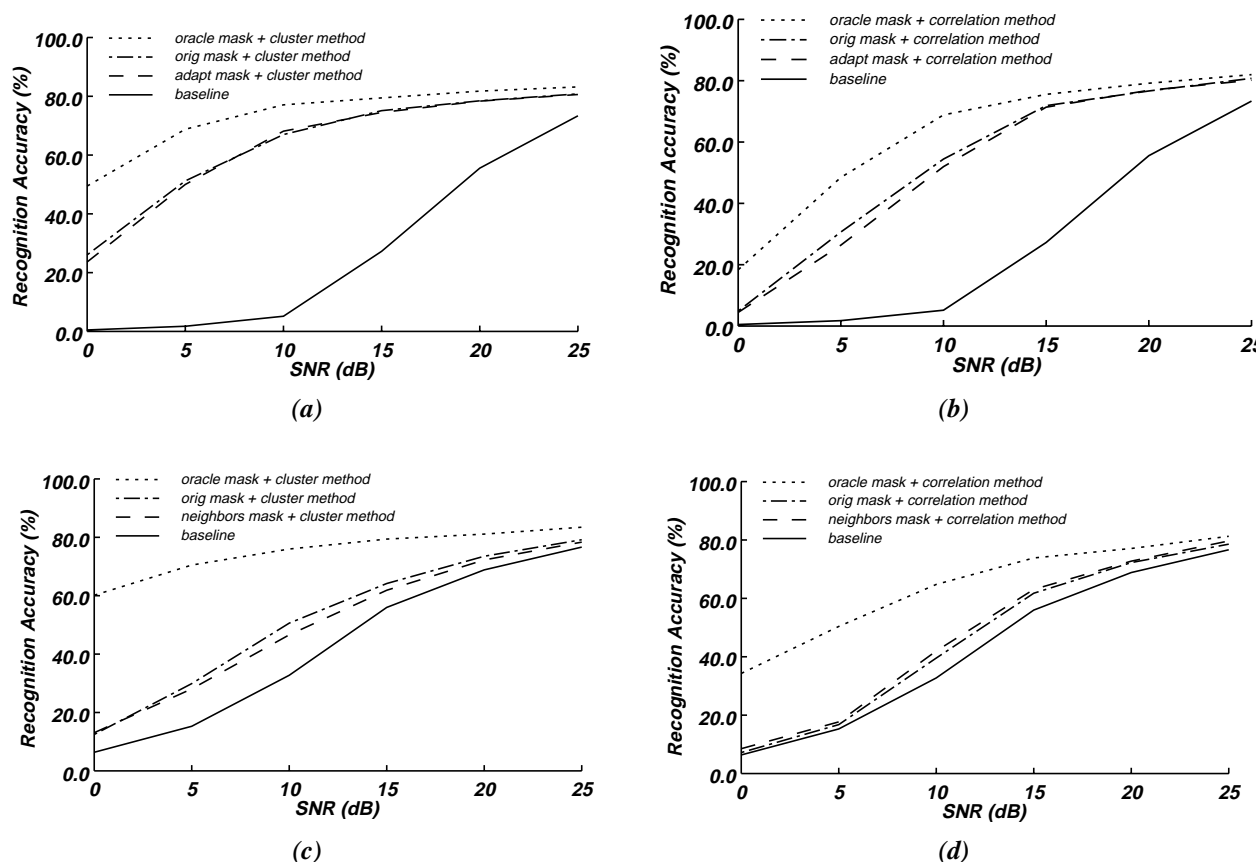 100.0
80.0
60.0
40.0
20.0
0.0
Recognition Accuracy (%)
oracle mask + cluster method
orig mask + cluster method
adapt mask + cluster method
baseline
0 5 10 15 20 25
SNR (dB)
(a)
100.0
80.0
60.0
40.0
20.0
0.0
Recognition Accuracy (%)
oracle mask + correlation method
orig mask + correlation method
adapt mask + correlation method
baseline
0 5 10 15 20 25
SNR (dB)
(b)
100.0
80.0
60.0
40.0
20.0
0.0
Recognition Accuracy (%)
oracle mask + cluster method
orig mask + cluster method
neighbors mask + cluster method
baseline
0 5 10 15 20 25
SNR (dB)
(c)
100.0
80.0
60.0
40.0
20.0
0.0
Recognition Accuracy (%)
oracle mask + correlation method
orig mask + correlation method
neighbors mask + correlation method
baseline
0 5 10 15 20 25
SNR (dB)
(d)